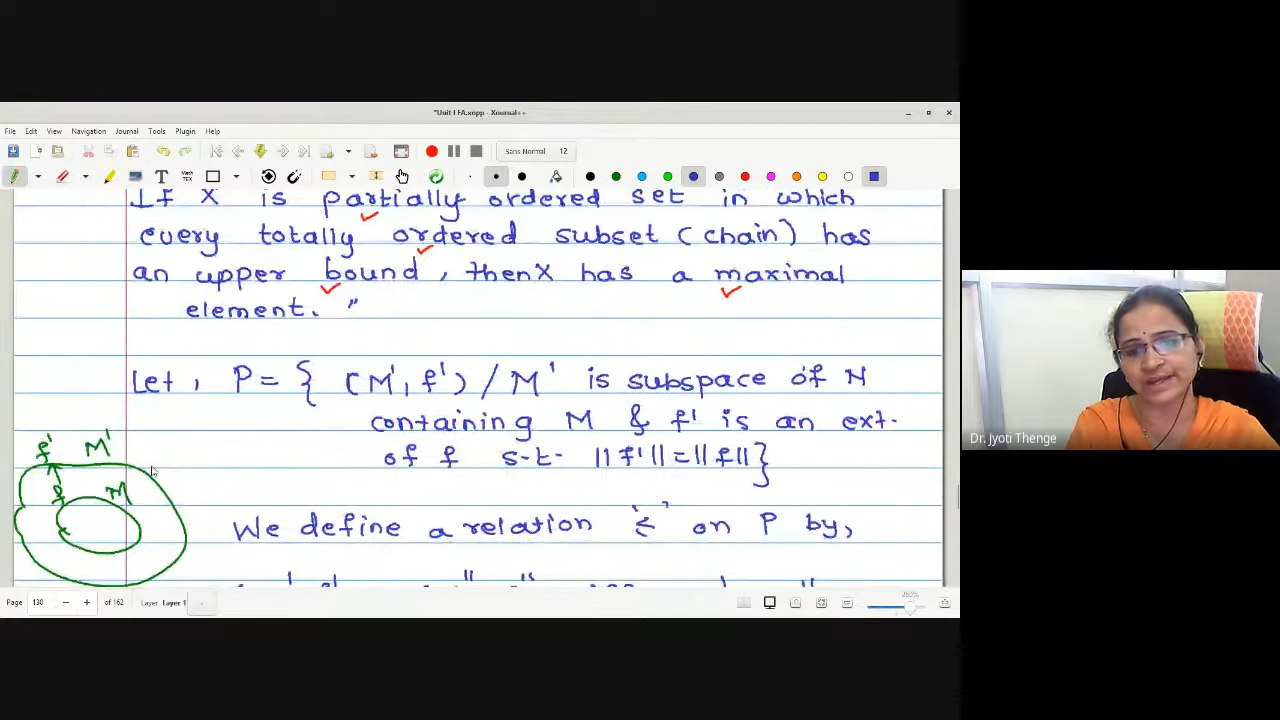 "Unit I FA.xopp - Xournal++
File Edit View Navigation Journal Tools Plugin Help
Sans Normal 12
If X is partially ordered set in which
every totally ordered subset (chain) has
an upper bound, then X has a maximal
element."
Let, P = { (M', f') / M' is subspace of N
containing M & f' is an ext.
of f s.t. ||f'|| = ||f|| }
f' M'
f M
We define a relation '≤' on P by,
Dr. Jyoti Thenge
Page 130 of 162 Layer Layer 1 260%